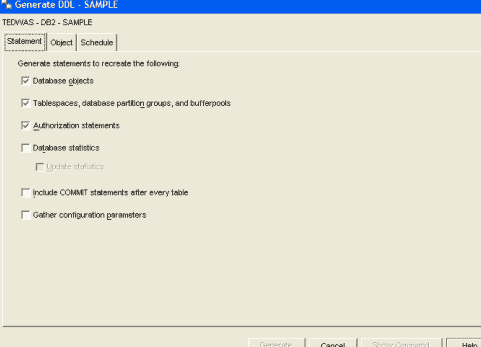 Generate DDL - SAMPLE
TEDWAS - DB2 - SAMPLE
Statement Object Schedule
Generate statements to recreate the following:
Database objects
Tablespaces, database partition groups, and bufferpools
Authorization statements
Database statistics
Update statistics
Include COMMIT statements after every table
Gather configuration parameters
Generate Cancel Show Command Help